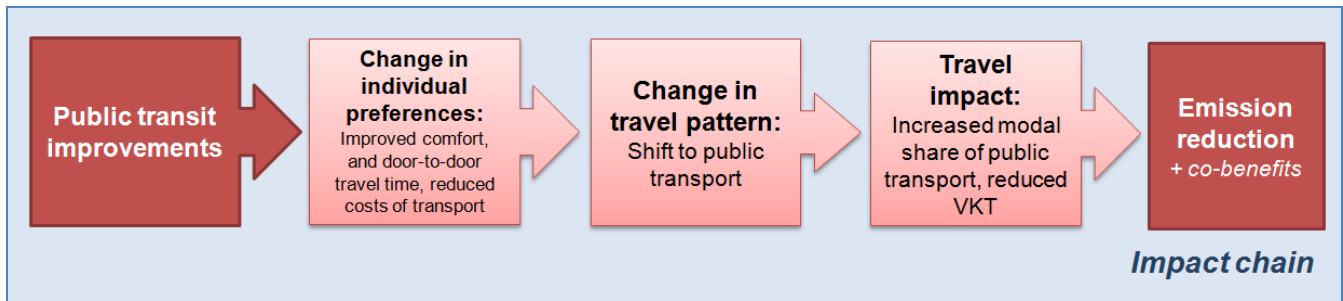 Public transit
improvements
Change in
individual
preferences:
Improved comfort,
and door-to-door
travel time, reduced
costs of transport
Change in
travel pattern:
Shift to public
transport
Travel
impact:
Increased modal
share of public
transport, reduced
VKT
Emission
reduction
+ co-benefits
Impact chain